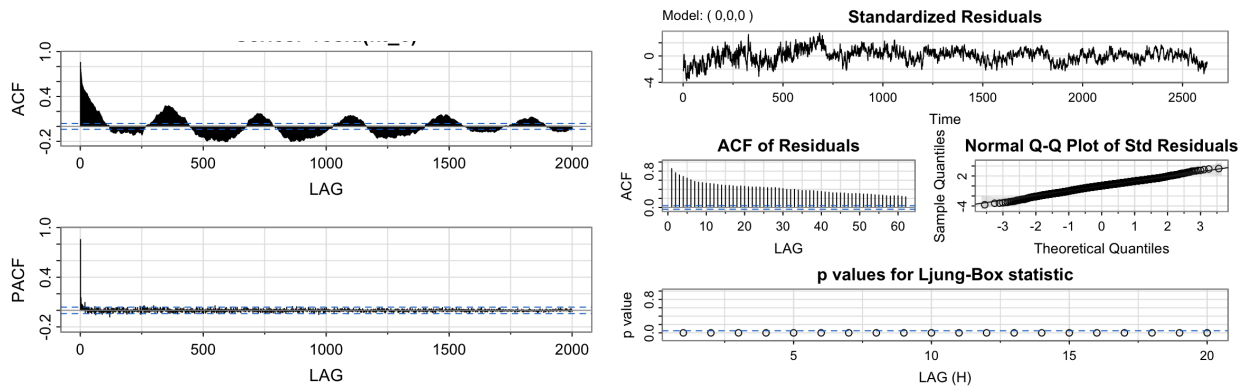 1.0
0.4
-0.2
ACF
0 500 1000 1500 2000
LAG
1.0
0.4
-0.2
PACF
0 500 1000 1500 2000
LAG
Model: ( 0,0,0 ) Standardized Residuals
0
-4
0 500 1000 1500 2000 2500
Time
ACF of Residuals
0.8
0.0
ACF
0 10 20 30 40 50 60
LAG
Normal Q-Q Plot of Std Residuals
2
-4
Sample Quantiles
-3 -2 -1 0 1 2 3
Theoretical Quantiles
p values for Ljung-Box statistic
0.8
0.0
p value
5 10 15 20
LAG (H)